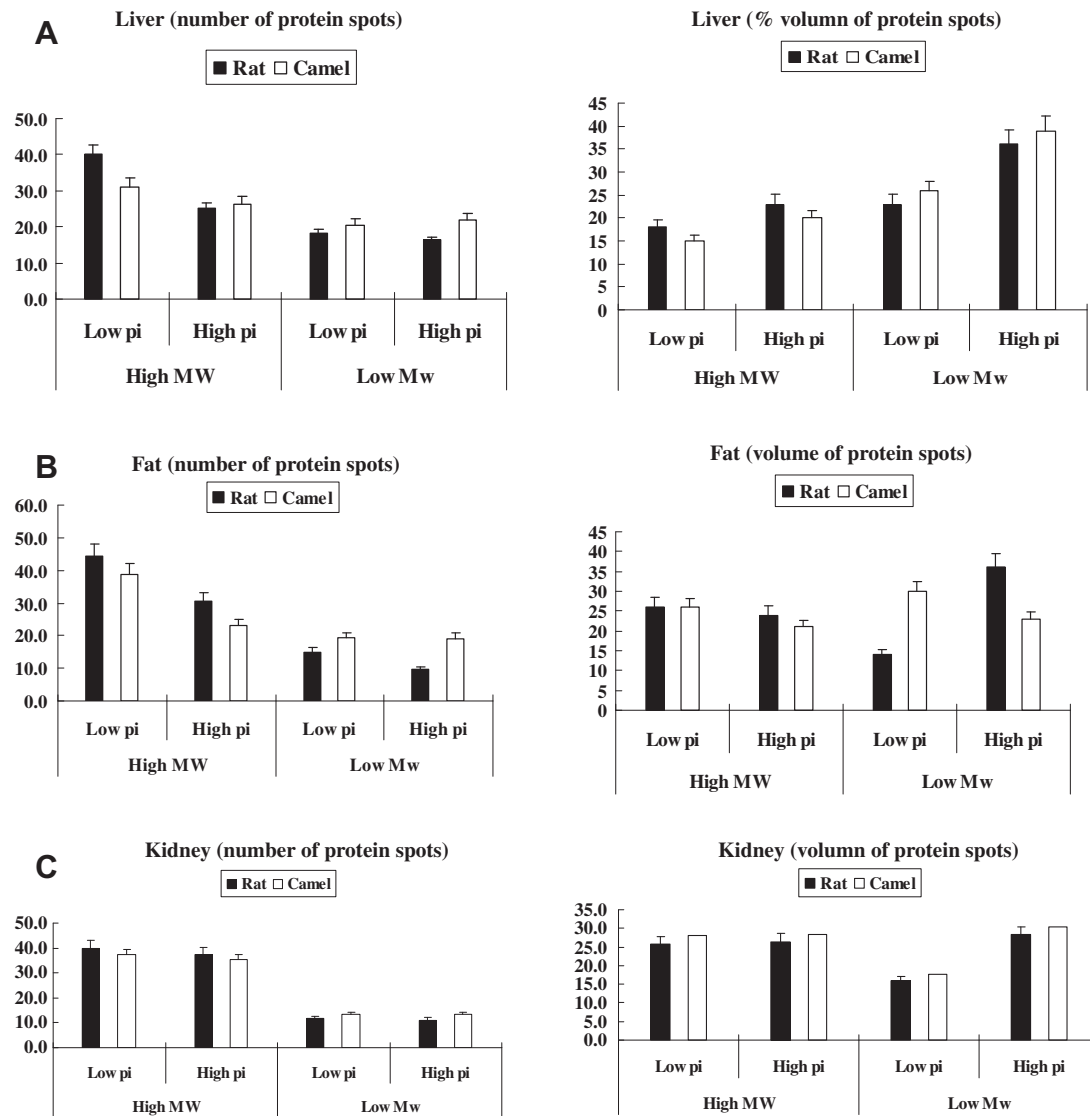 A
Liver (number of protein spots)
Rat Camel
50.0
40.0
30.0
20.0
10.0
0.0
Low pi High pi Low pi High pi
High MW Low Mw
Liver (% volumn of protein spots)
Rat Camel
45
40
35
30
25
20
15
10
5
0
Low pi High pi Low pi High pi
High MW Low Mw
B
Fat (number of protein spots)
Rat Camel
60.0
50.0
40.0
30.0
20.0
10.0
0.0
Low pi High pi Low pi High pi
High MW Low Mw
Fat (volume of protein spots)
Rat Camel
45
40
35
30
25
20
15
10
5
0
Low pi High pi Low pi High pi
High MW Low Mw
C
Kidney (number of protein spots)
Rat Camel
50.0
40.0
30.0
20.0
10.0
0.0
Low pi High pi Low pi High pi
High MW Low Mw
Kidney (volumn of protein spots)
Rat Camel
35.0
30.0
25.0
20.0
15.0
10.0
5.0
0.0
Low pi High pi Low pi High pi
High MW Low Mw